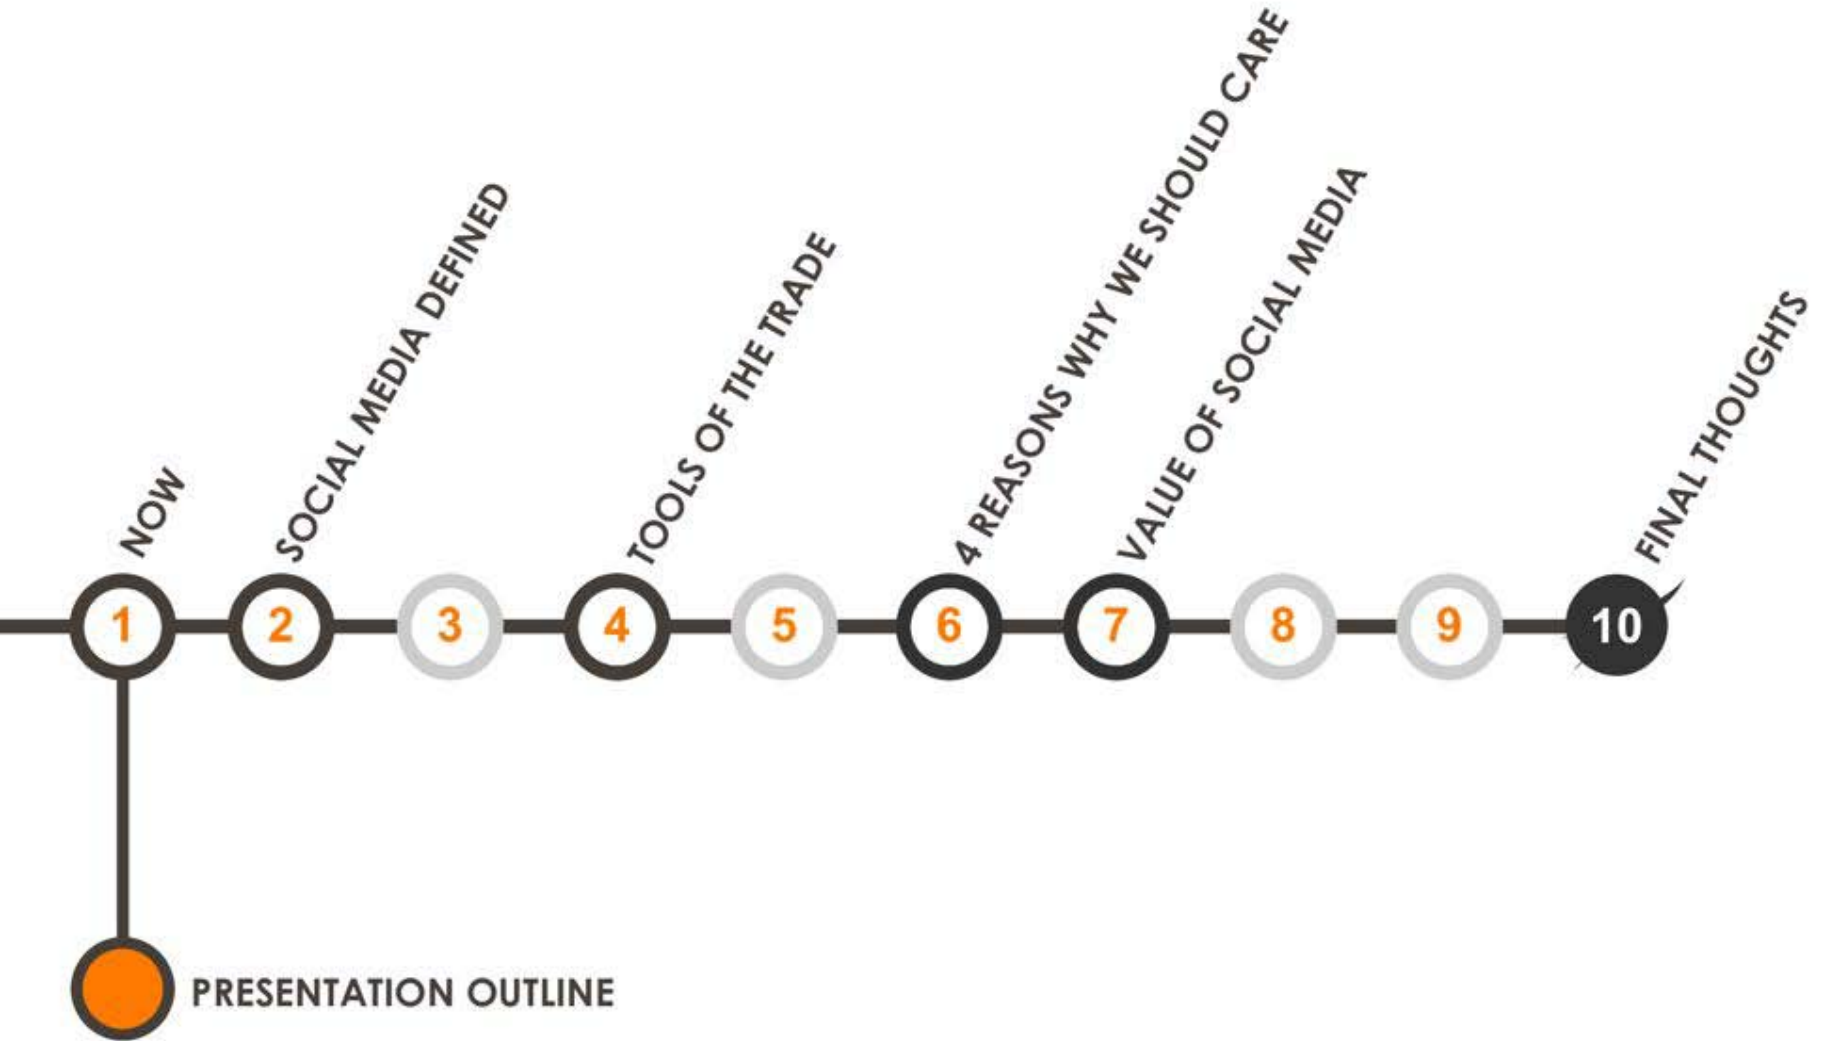 NOW
SOCIAL MEDIA DEFINED
TOOLS OF THE TRADE
4 REASONS WHY WE SHOULD CARE
VALUE OF SOCIAL MEDIA
FINAL THOUGHTS
1 2 3 4 5 6 7 8 9 10
PRESENTATION OUTLINE